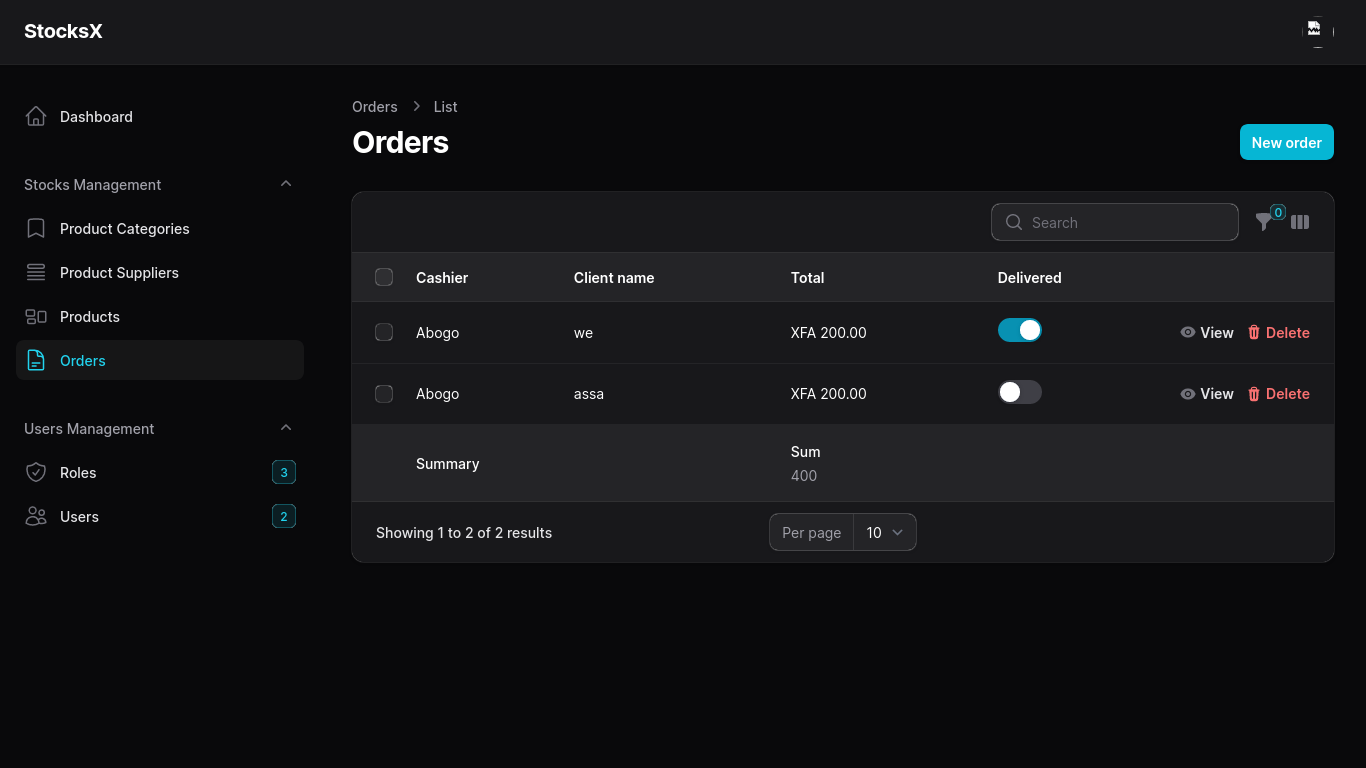 StocksX
Dashboard
Stocks Management
Product Categories
Product Suppliers
Products
Orders
Users Management
Roles 3
Users 2
Orders List
Orders
New order
Search 0
Cashier Client name Total Delivered
Abogo we XFA 200.00 View Delete
Abogo assa XFA 200.00 View Delete
Summary Sum
400
Showing 1 to 2 of 2 results Per page 10